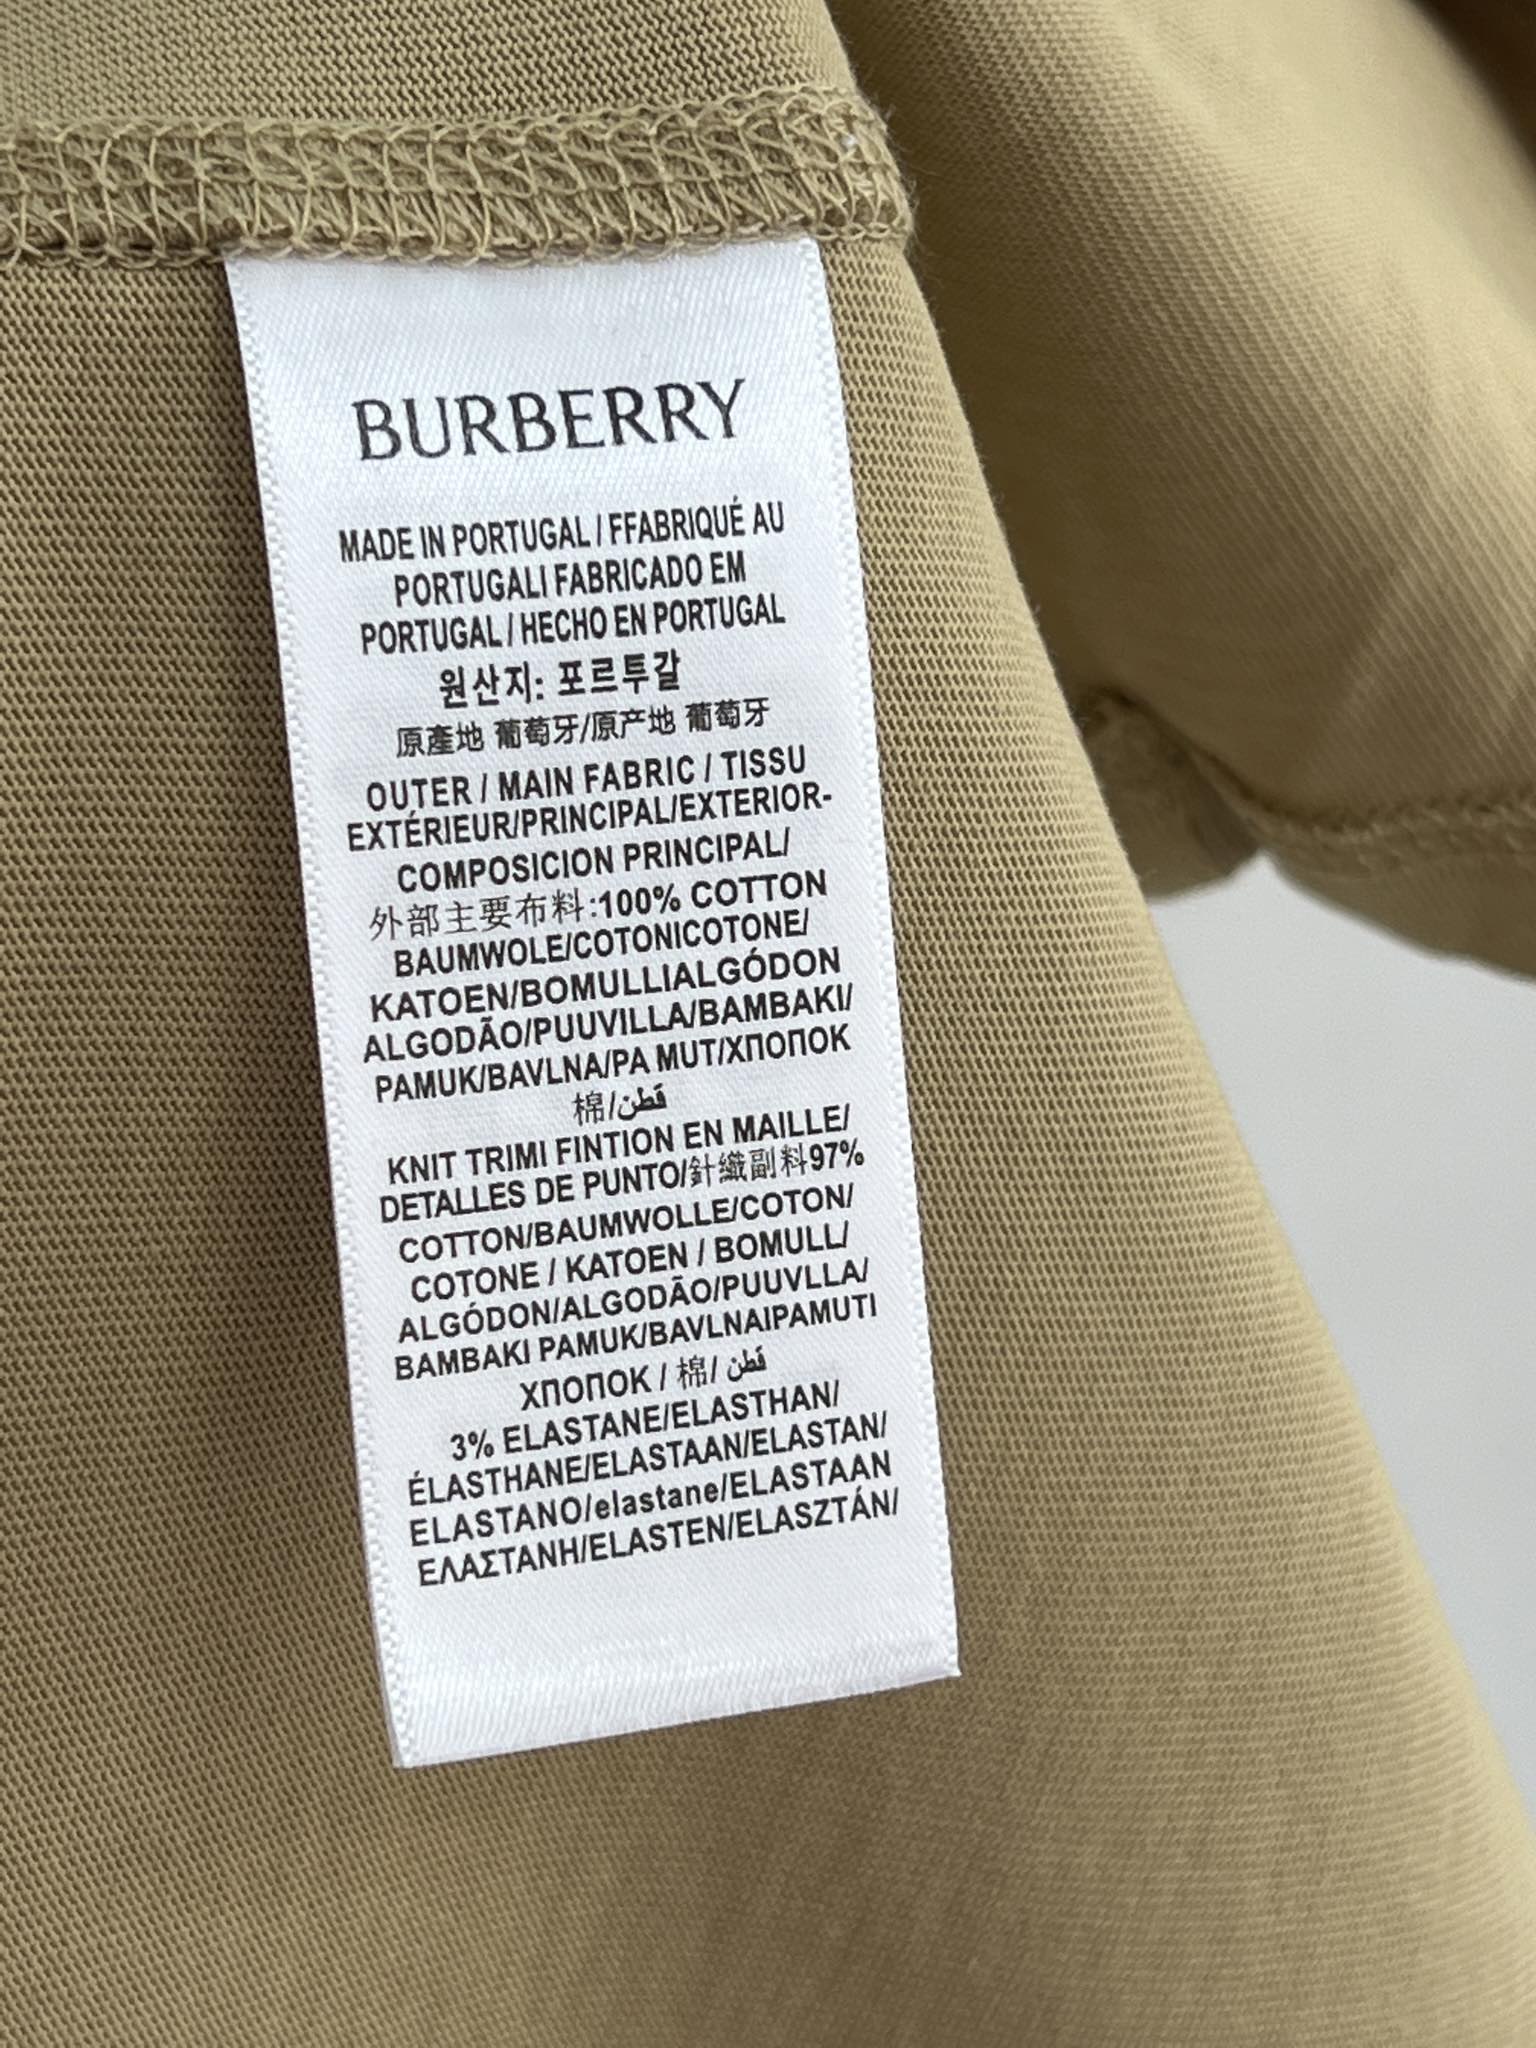 BURBERRY
MADE IN PORTUGAL / FFABRIQUÉ AU
PORTUGALI FABRICADO EM
PORTUGAL / HECHO EN PORTUGAL
원산지: 포르투갈
原產地 葡萄牙/原产地 葡萄牙
OUTER / MAIN FABRIC / TISSU
EXTÉRIEUR/PRINCIPAL/EXTERIOR-
COMPOSICION PRINCIPAL/
外部主要布料:100% COTTON
BAUMWOLE/COTONICOTONE/
KATOEN/BOMULLIALGÓDON
ALGODÃO/PUUVILLA/BAMBAKI/
PAMUK/BAVLNA/PA MUT/ХПОПОК
棉/قطن
KNIT TRIMI FINTION EN MAILLE/
DETALLES DE PUNTO/針織副料97%
COTTON/BAUMWOLLE/COTON/
COTONE / KATOEN / BOMULL/
ALGÓDON/ALGODÃO/PUUVLLA/
BAMBAKI PAMUK/BAVLNAIPAMUTI
ХПОПОК / 棉/ قطن
3% ELASTANE/ELASTHAN/
ÉLASTHANE/ELASTAAN/ELASTAN/
ELASTANO/elastane/ELASTAAN
ΕΛΑΣΤΑΝΗ/ELASTEN/ELASZTÁN/